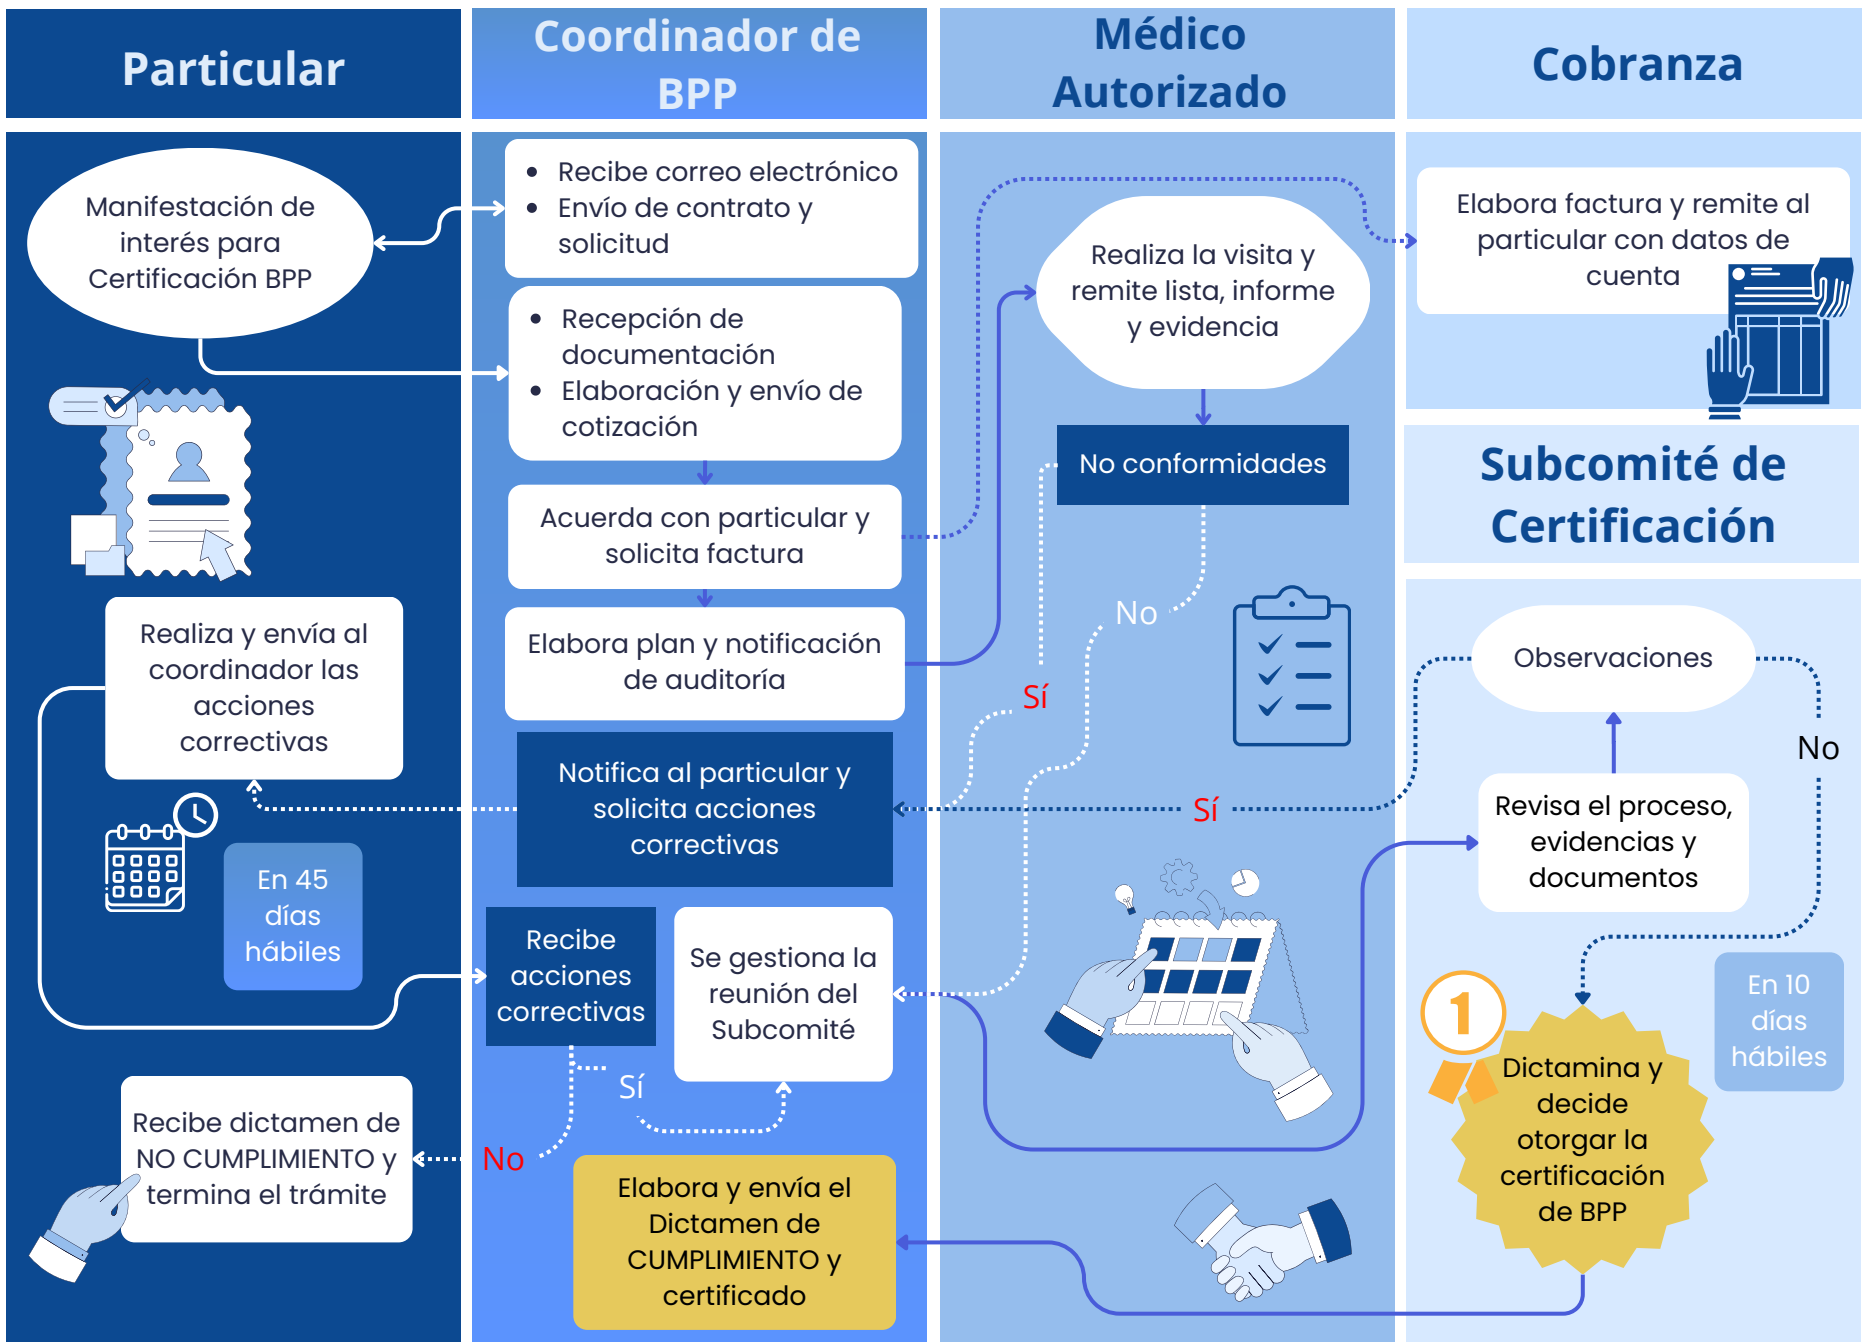 Particular
Coordinador de
BPP
Médico
Autorizado
Cobranza
Manifestación de
interés para
Certificación BPP
Recibe correo electrónico
Envío de contrato y
solicitud
Recepción de
documentación
Elaboración y envío de
cotización
Acuerda con particular y
solicita factura
Elabora plan y notificación
de auditoría
Realiza la visita y
remite lista, informe
y evidencia
No conformidades
No
Sí
Elabora factura y remite al
particular con datos de
cuenta
Subcomité de
Certificación
Observaciones
No
Sí
Revisa el proceso,
evidencias y
documentos
Notifica al particular y
solicita acciones
correctivas
Realiza y envía al
coordinador las
acciones
correctivas
En 45
días
hábiles
Recibe
acciones
correctivas
Se gestiona la
reunión del
Subcomité
Sí
No
Recibe dictamen de
NO CUMPLIMIENTO y
termina el trámite
Elabora y envía el
Dictamen de
CUMPLIMIENTO y
certificado
En 10
días
hábiles
1
Dictamina y
decide
otorgar la
certificación
de BPP